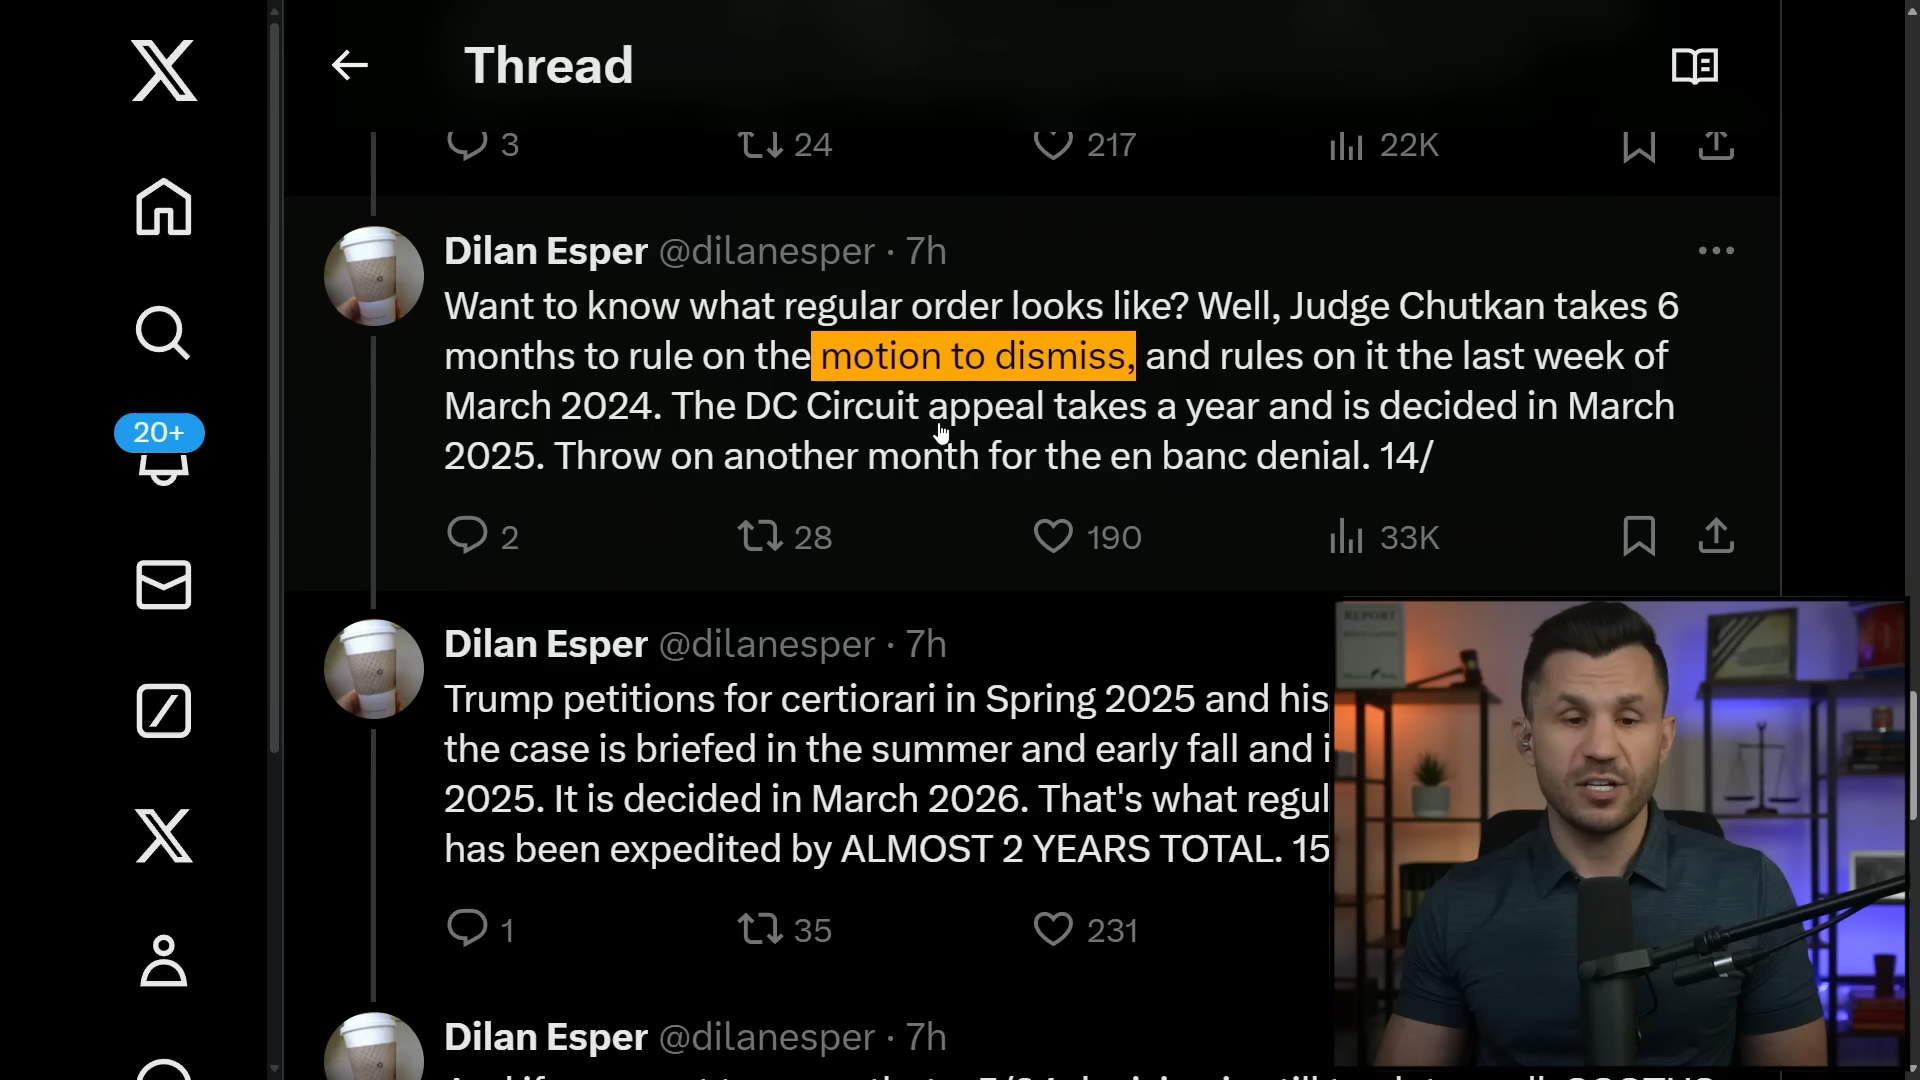 Thread
3 24 217 22K
Dilan Esper @dilanesper · 7h
Want to know what regular order looks like? Well, Judge Chutkan takes 6
months to rule on the motion to dismiss, and rules on it the last week of
March 2024. The DC Circuit appeal takes a year and is decided in March
20+
2025. Throw on another month for the en banc denial. 14/
2 28 190 33K
Dilan Esper @dilanesper · 7h
Trump petitions for certiorari in Spring 2025 and his
the case is briefed in the summer and early fall and i
2025. It is decided in March 2026. That's what regul
has been expedited by ALMOST 2 YEARS TOTAL. 15
1 35 231
REPORT
Dilan Esper @dilanesper · 7h